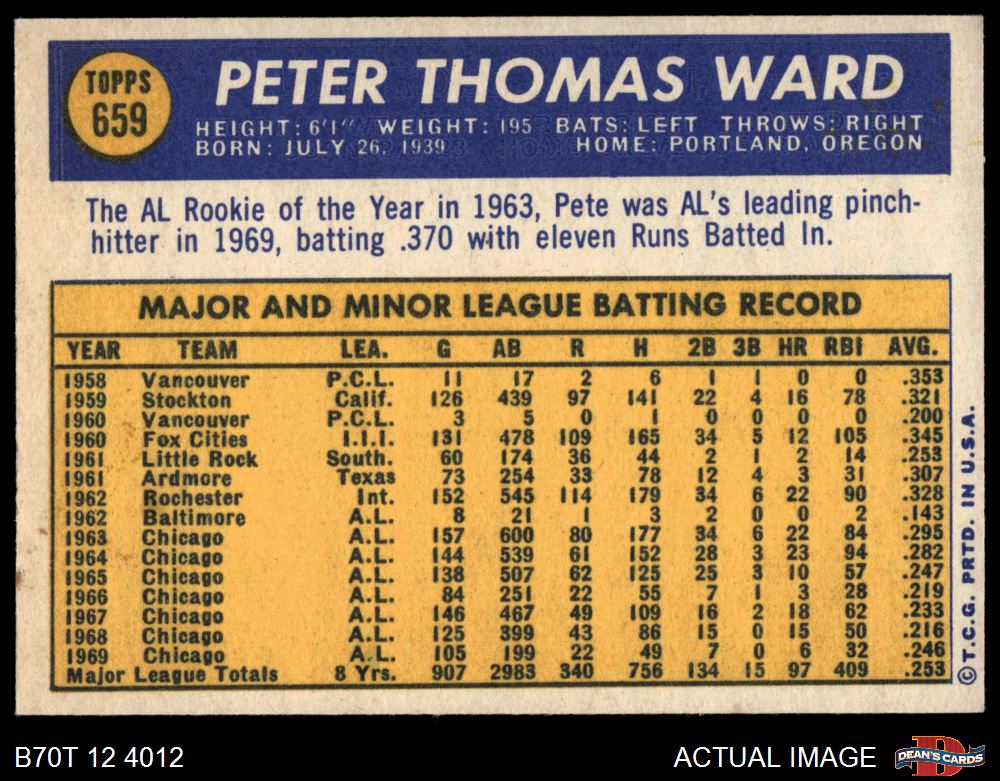 TOPPS
659
PETER THOMAS WARD
HEIGHT: 6'1" WEIGHT: 195 BATS: LEFT THROWS: RIGHT
BORN: JULY 26, 1939 HOME: PORTLAND, OREGON
The AL Rookie of the Year in 1963, Pete was AL's leading pinch-
hitter in 1969, batting .370 with eleven Runs Batted In.
MAJOR AND MINOR LEAGUE BATTING RECORD
YEAR TEAM LEA. G AB R H 2B 3B HR RBI AVG.
1958 Vancouver P.C.L. 11 17 2 6 1 1 0 0 .353
1959 Stockton Calif. 126 439 97 141 22 4 16 78 .321
1960 Vancouver P.C.L. 3 5 0 1 0 0 0 0 .200
1960 Fox Cities I.I.I. 131 478 109 165 34 5 12 105 .345
1961 Little Rock South. 60 174 36 44 2 1 2 14 .253
1961 Ardmore Texas 73 254 33 78 12 4 3 31 .307
1962 Rochester Int. 152 545 114 179 34 6 22 90 .328
1962 Baltimore A.L. 8 21 1 3 2 0 0 2 .143
1963 Chicago A.L. 157 600 80 177 34 6 22 84 .295
1964 Chicago A.L. 144 539 61 152 28 3 23 94 .282
1965 Chicago A.L. 138 507 62 125 25 3 10 57 .247
1966 Chicago A.L. 84 251 22 55 7 1 3 28 .219
1967 Chicago A.L. 146 467 49 109 16 2 18 62 .233
1968 Chicago A.L. 125 399 43 86 15 0 15 50 .216
1969 Chicago A.L. 105 199 22 49 7 0 6 32 .246
Major League Totals 8 Yrs. 907 2983 340 756 134 15 97 409 .253
©T.C.G. PRTD. IN U.S.A.
B70T 12 4012
ACTUAL IMAGE
DEAN'S CARDS